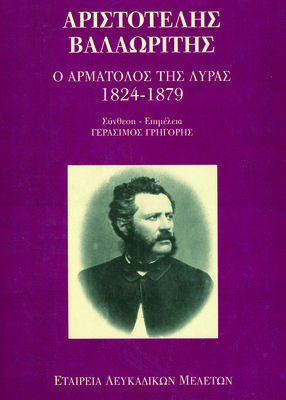 ΑΡΙΣΤΟΤΕΛΗΣ
ΒΑΛΑΩΡΙΤΗΣ
Ο ΑΡΜΑΤΟΛΟΣ ΤΗΣ ΛΥΡΑΣ
1824-1879
Σύνθεση - Επιμέλεια
ΓΕΡΑΣΙΜΟΣ ΓΡΗΓΟΡΗΣ
ΕΤΑΙΡΕΙΑ ΛΕΥΚΑΔΙΚΩΝ ΜΕΛΕΤΩΝ